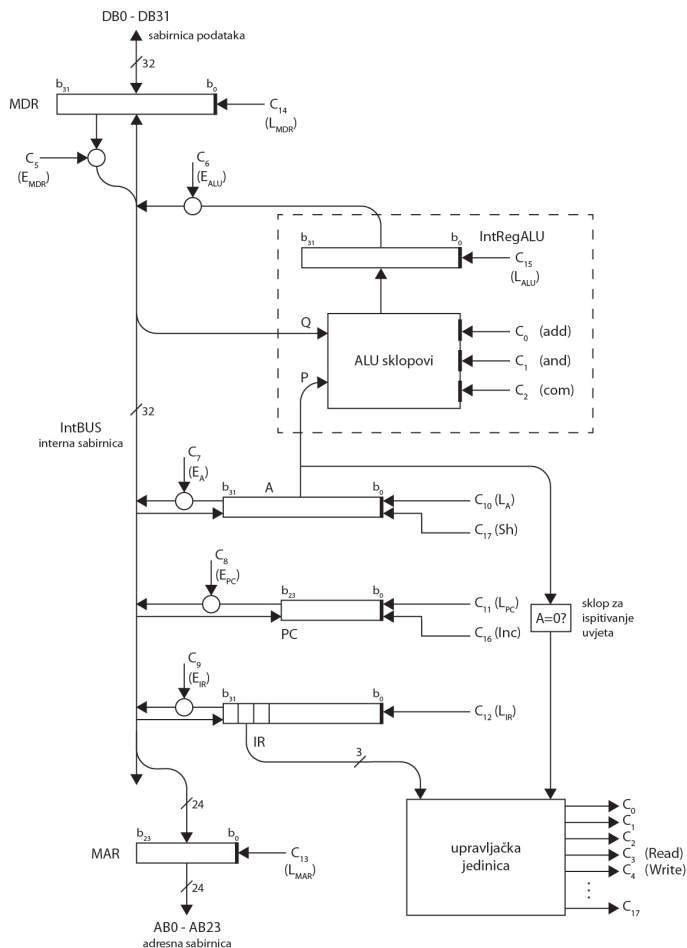 DB0 - DB31
sabirnica podataka
32
b31 b0
MDR
C14
(LMDR)
C5
(EMDR)
C6
(EALU)
IntRegALU
b31 b0
C15
(LALU)
Q
ALU sklopovi
C0 (add)
C1 (and)
C2 (com)
P
32
IntBUS
interna sabirnica
C7
(EA)
b31 A b0
C10 (LA)
C17 (Sh)
C8
(EPC)
b23 b0
C11 (LPC)
C16 (Inc)
PC
A=0?
sklop za
ispitivanje
uvjeta
C9
(EIR)
b31 b0
C12 (LIR)
IR
3
24
b23 b0
MAR
C13
(LMAR)
24
AB0 - AB23
adresna sabirnica
upravljačka
jedinica
C0
C1
C2
C3 (Read)
C4 (Write)
⋮
C17